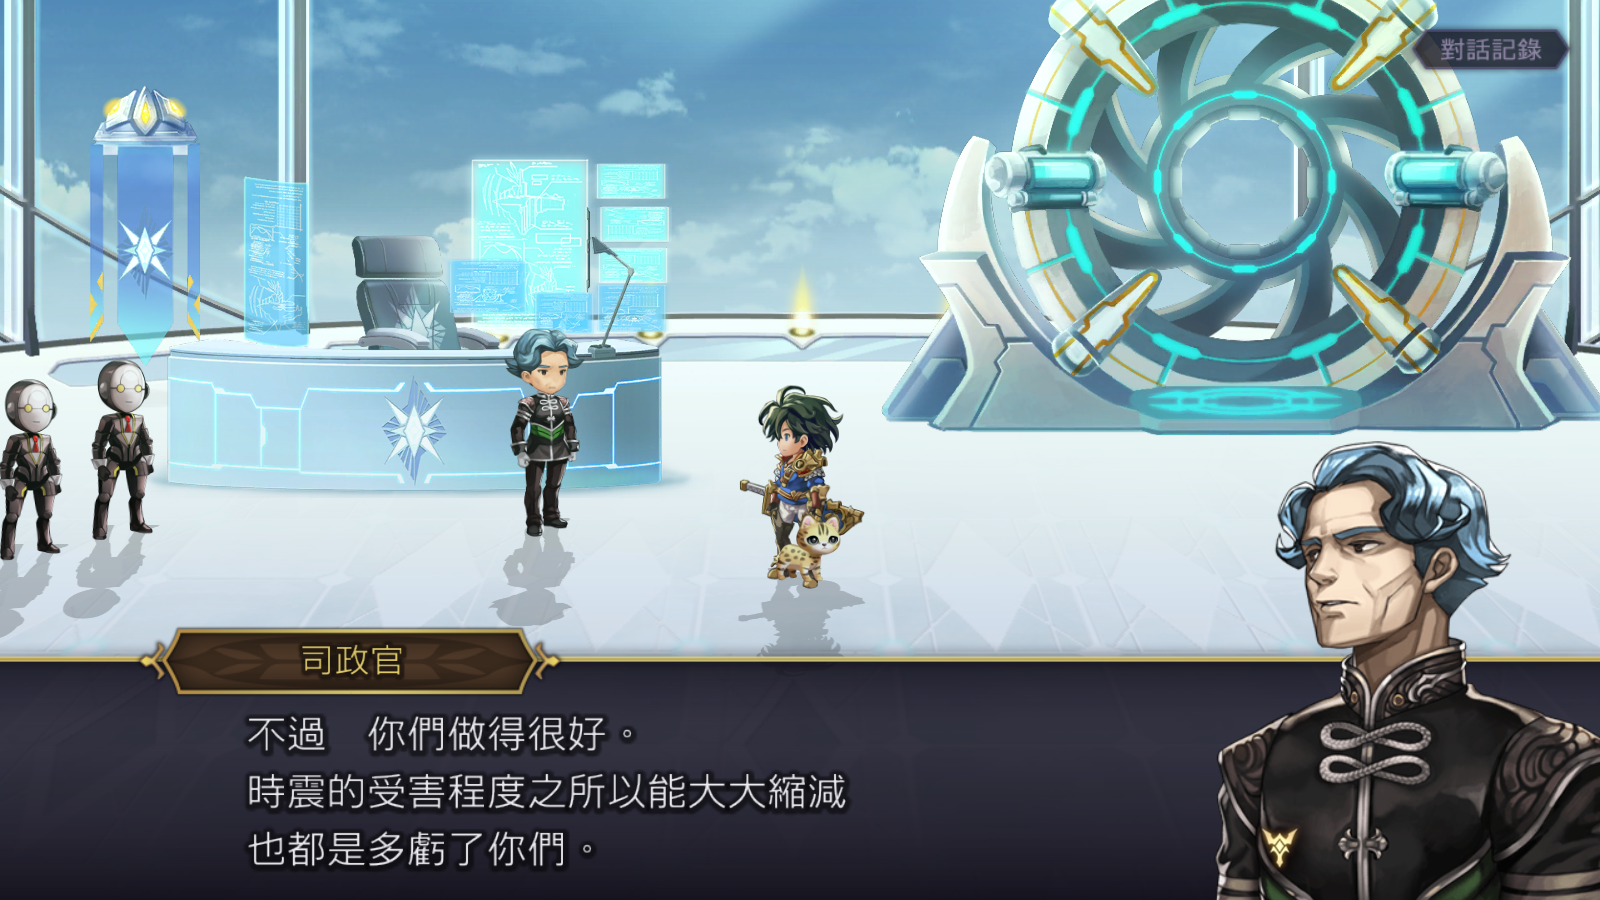 對話記錄
司政官
不過　你們做得很好。
時震的受害程度之所以能大大縮減
也都是多虧了你們。